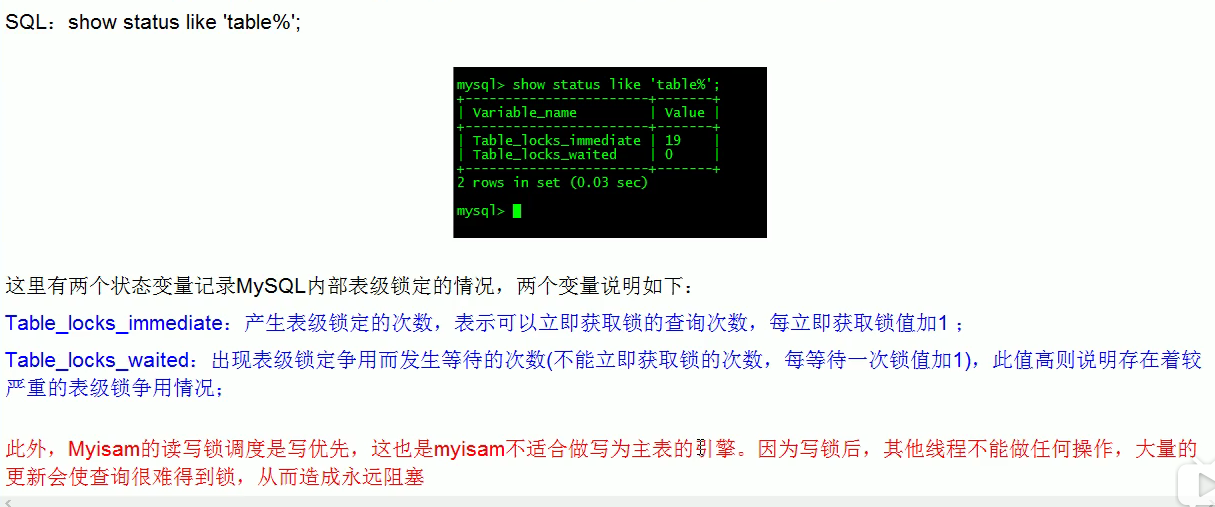 SQL：show status like 'table%';
mysql> show status like 'table%';
+-----------------------+-------+
| Variable_name | Value |
+-----------------------+-------+
| Table_locks_immediate | 19 |
| Table_locks_waited | 0 |
+-----------------------+-------+
2 rows in set (0.03 sec)
mysql>
这里有两个状态变量记录MySQL内部表级锁定的情况，两个变量说明如下：
Table_locks_immediate：产生表级锁定的次数，表示可以立即获取锁的查询次数，每立即获取锁值加1 ；
Table_locks_waited：出现表级锁定争用而发生等待的次数(不能立即获取锁的次数，每等待一次锁值加1)，此值高则说明存在着较
严重的表级锁争用情况；
此外，Myisam的读写锁调度是写优先，这也是myisam不适合做写为主表的引擎。因为写锁后，其他线程不能做任何操作，大量的
更新会使查询很难得到锁，从而造成永远阻塞